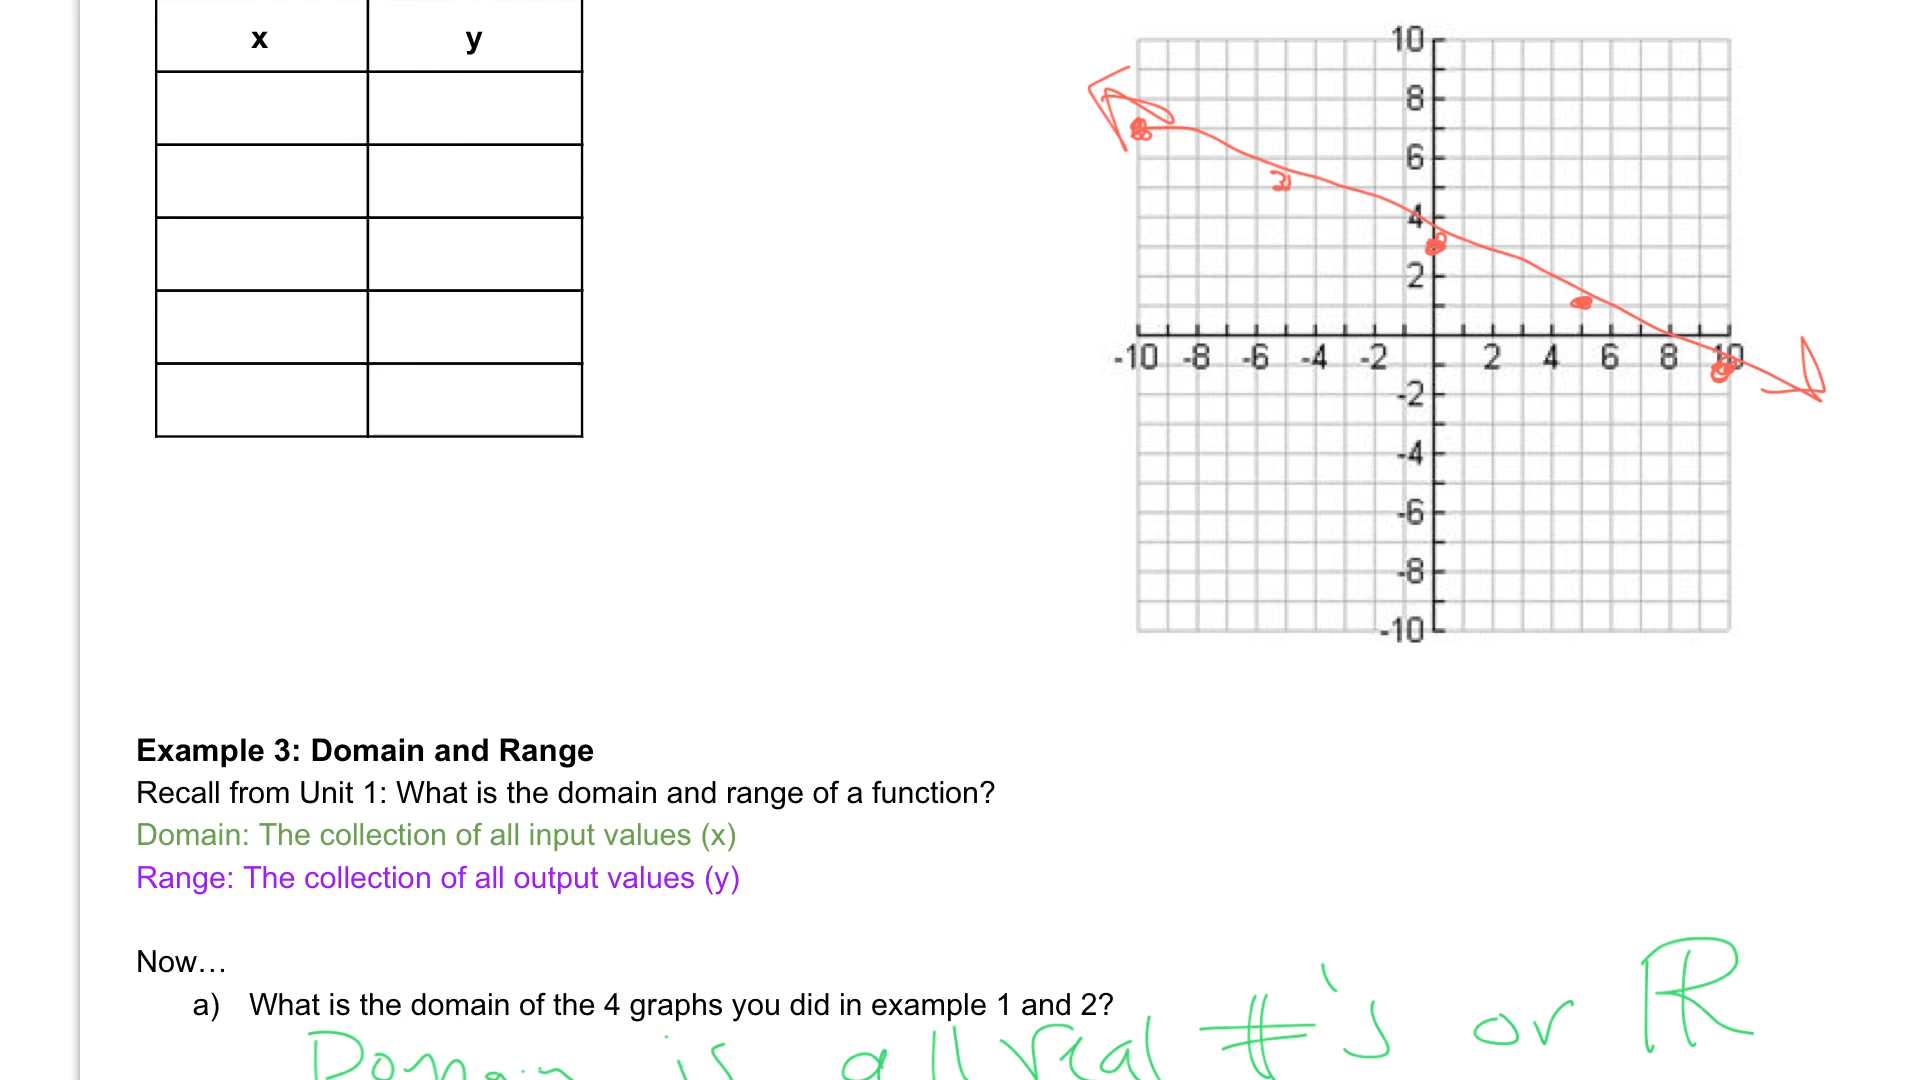 x y
10
8
6
4
2
-10 -8 -6 -4 -2 2 4 6 8 10
-2
-4
-6
-8
-10
Example 3: Domain and Range
Recall from Unit 1: What is the domain and range of a function?
Domain: The collection of all input values (x)
Range: The collection of all output values (y)
Now…
a) What is the domain of the 4 graphs you did in example 1 and 2?
Domain is all real #'s or ℝ